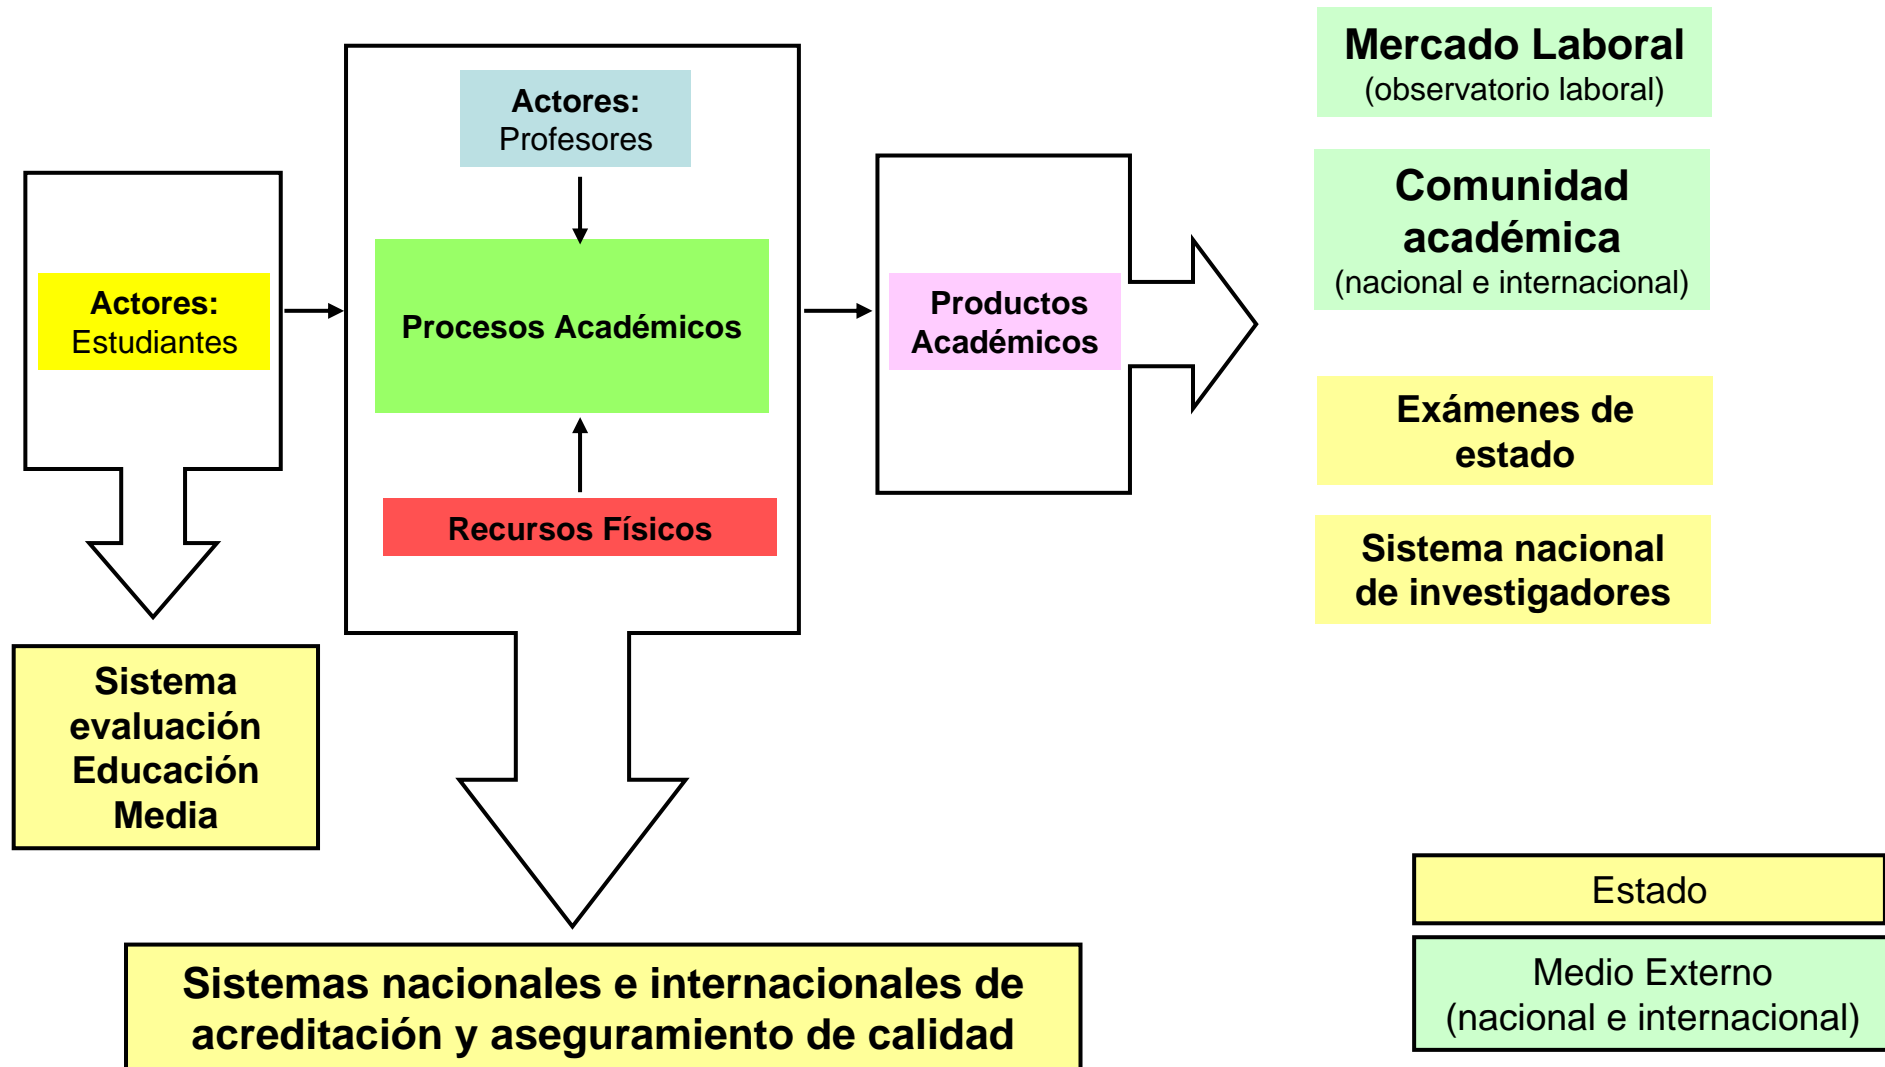 Actores:
Estudiantes
Sistema
evaluación
Educación
Media
Actores:
Profesores
Procesos Académicos
Recursos Físicos
Sistemas nacionales e internacionales de
acreditación y aseguramiento de calidad
Productos
Académicos
Mercado Laboral
(observatorio laboral)
Comunidad
académica
(nacional e internacional)
Exámenes de
estado
Sistema nacional
de investigadores
Estado
Medio Externo
(nacional e internacional)